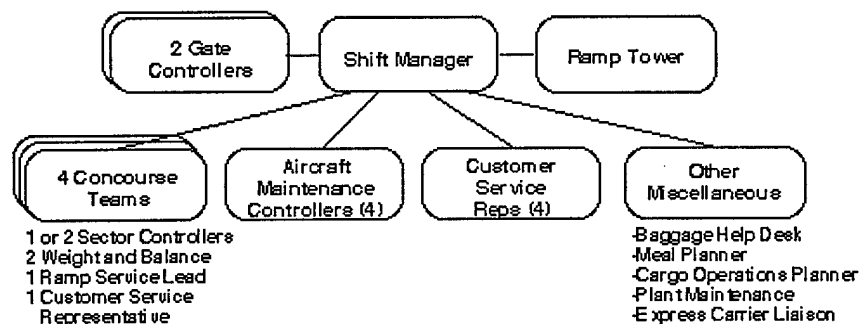 2 Gate
Controllers
Shift Manager
Ramp Tower
4 Concourse
Teams
1 or 2 Sector Controllers
2 Weight and Balance
1 Ramp Service Lead
1 Customer Service
Representative
Aircraft
Maintenance
Controllers (4)
Customer
Service
Reps (4)
Other
Miscellaneous
-Baggage Help Desk
-Meal Planner
-Cargo Operations Planner
-Plant Maintenance
-Express Carrier Liaison